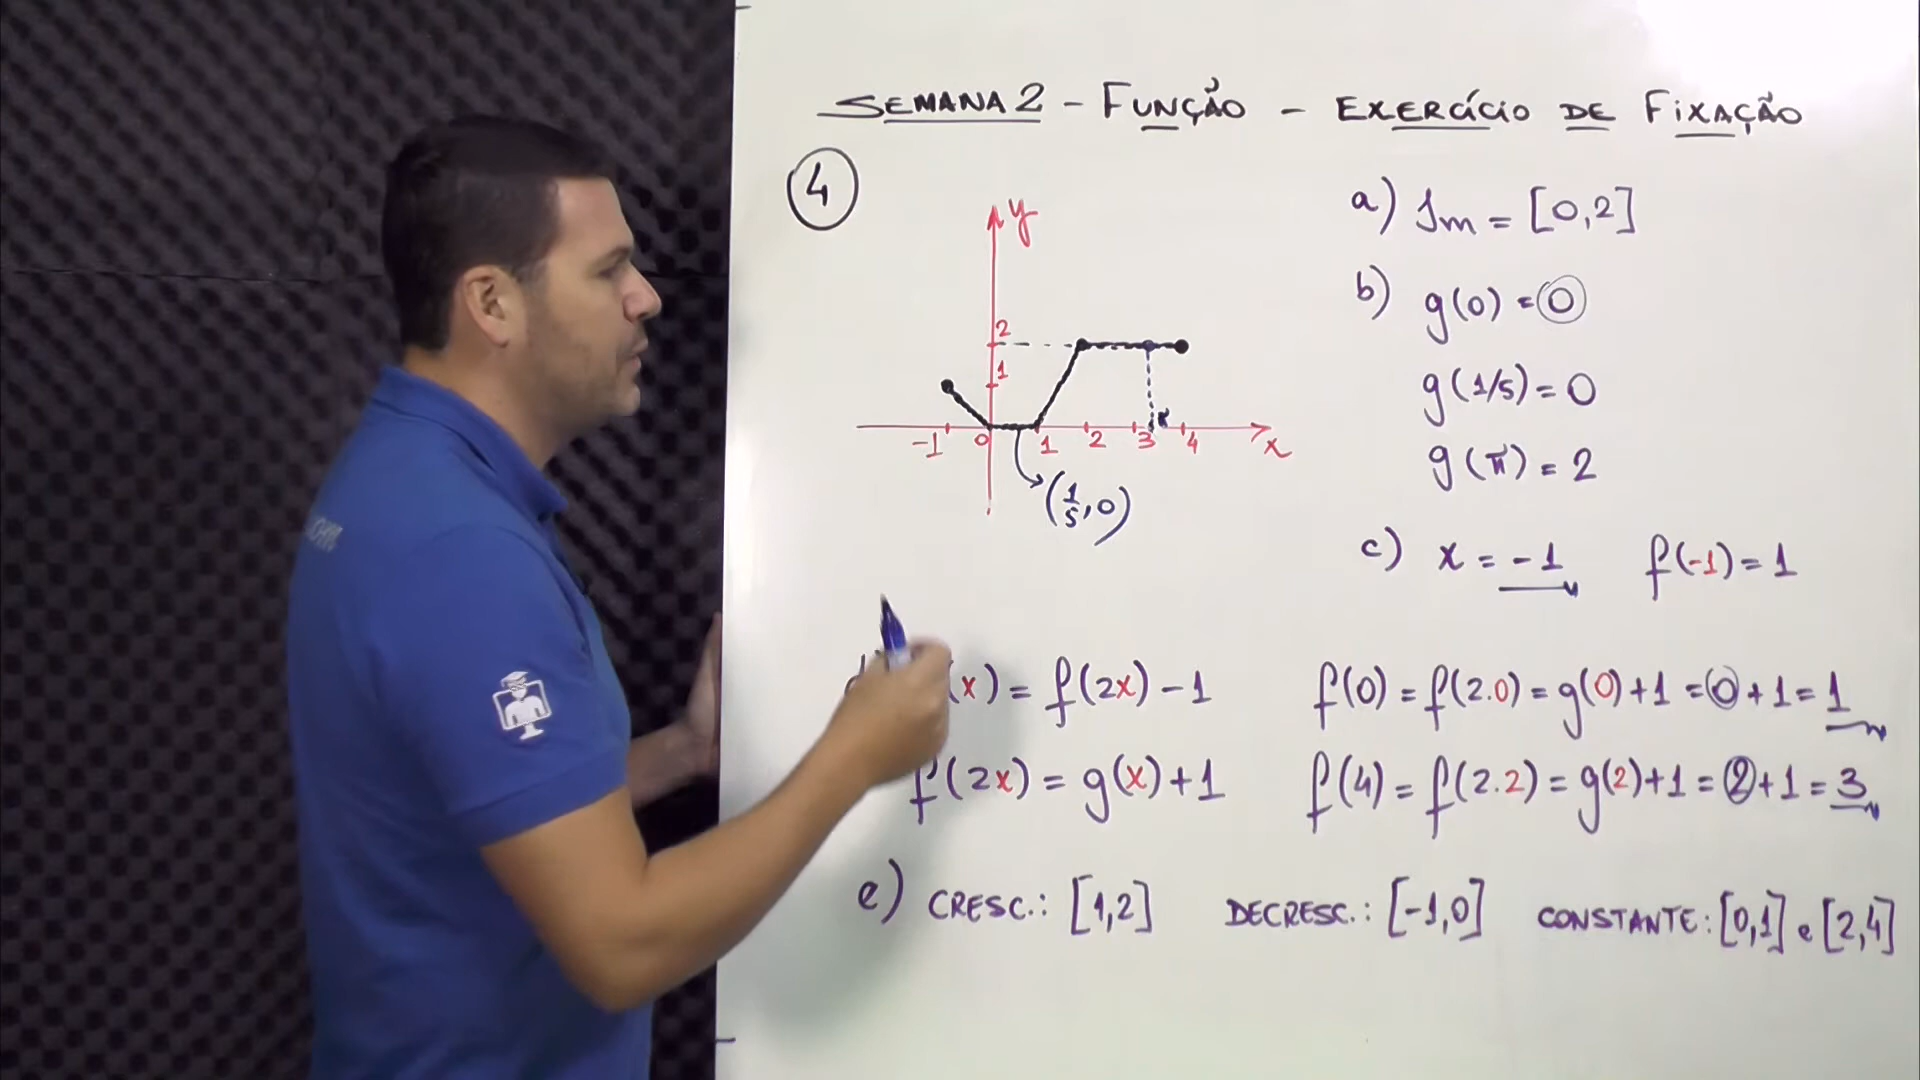 SEMANA 2 - FUNÇÃO - EXERCÍCIO DE FIXAÇÃO
4
y
2
1
-1 0 1 2 3 π 4 x
(1/5, 0)
a) Im = [0,2]
b) g(0) = 0
g(1/5) = 0
g(π) = 2
c) x = -1 f(-1) = 1
(x) = f(2x) - 1
f(2x) = g(x) + 1
f(0) = f(2.0) = g(0) + 1 = 0 + 1 = 1
f(4) = f(2.2) = g(2) + 1 = 2 + 1 = 3
e) CRESC.: [1,2] DECRESC.: [-1,0] CONSTANTE: [0,1] e [2,4]